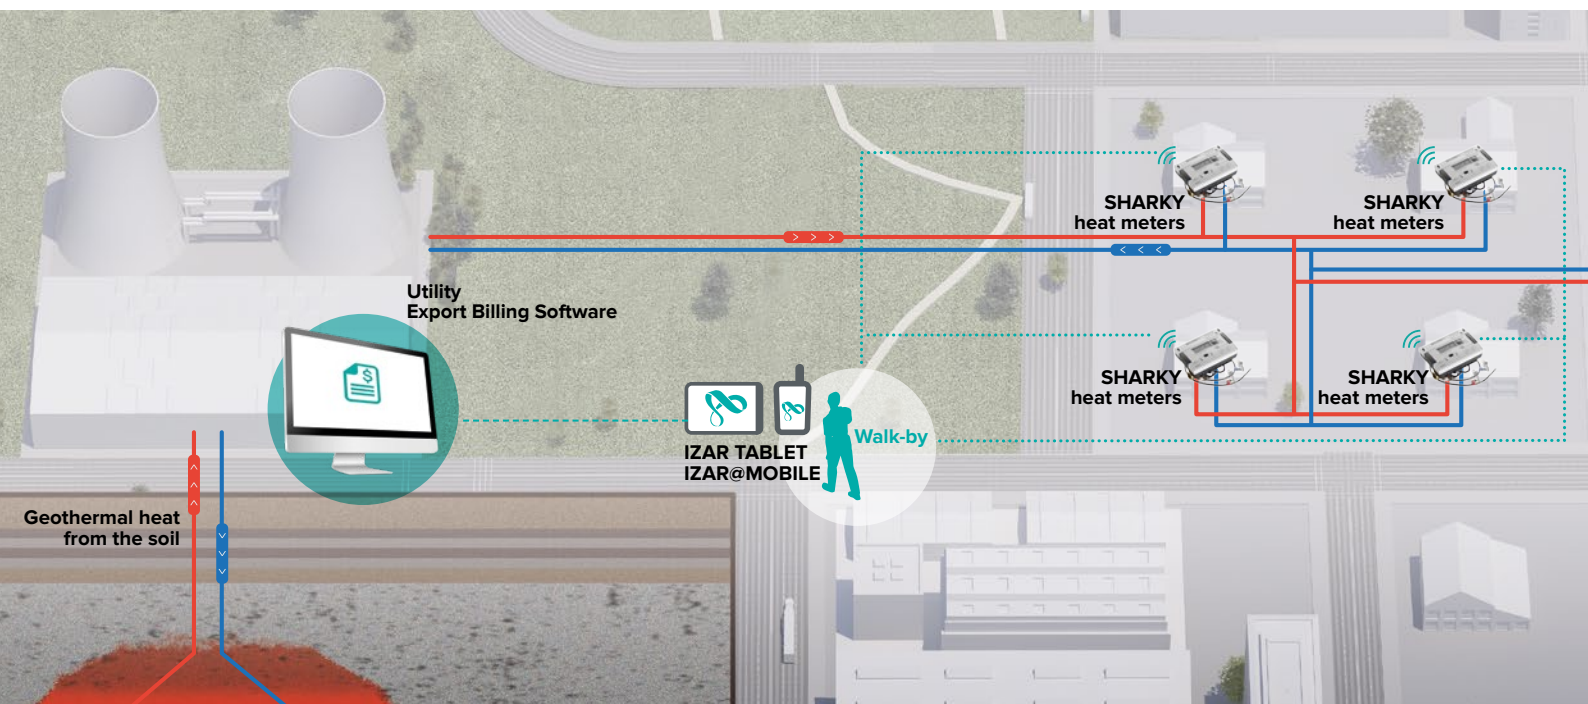 SHARKY
heat meters
SHARKY
heat meters
Utility
Export Billing Software
$
SHARKY
heat meters
SHARKY
heat meters
Walk-by
IZAR TABLET
IZAR@MOBILE
Geothermal heat
from the soil